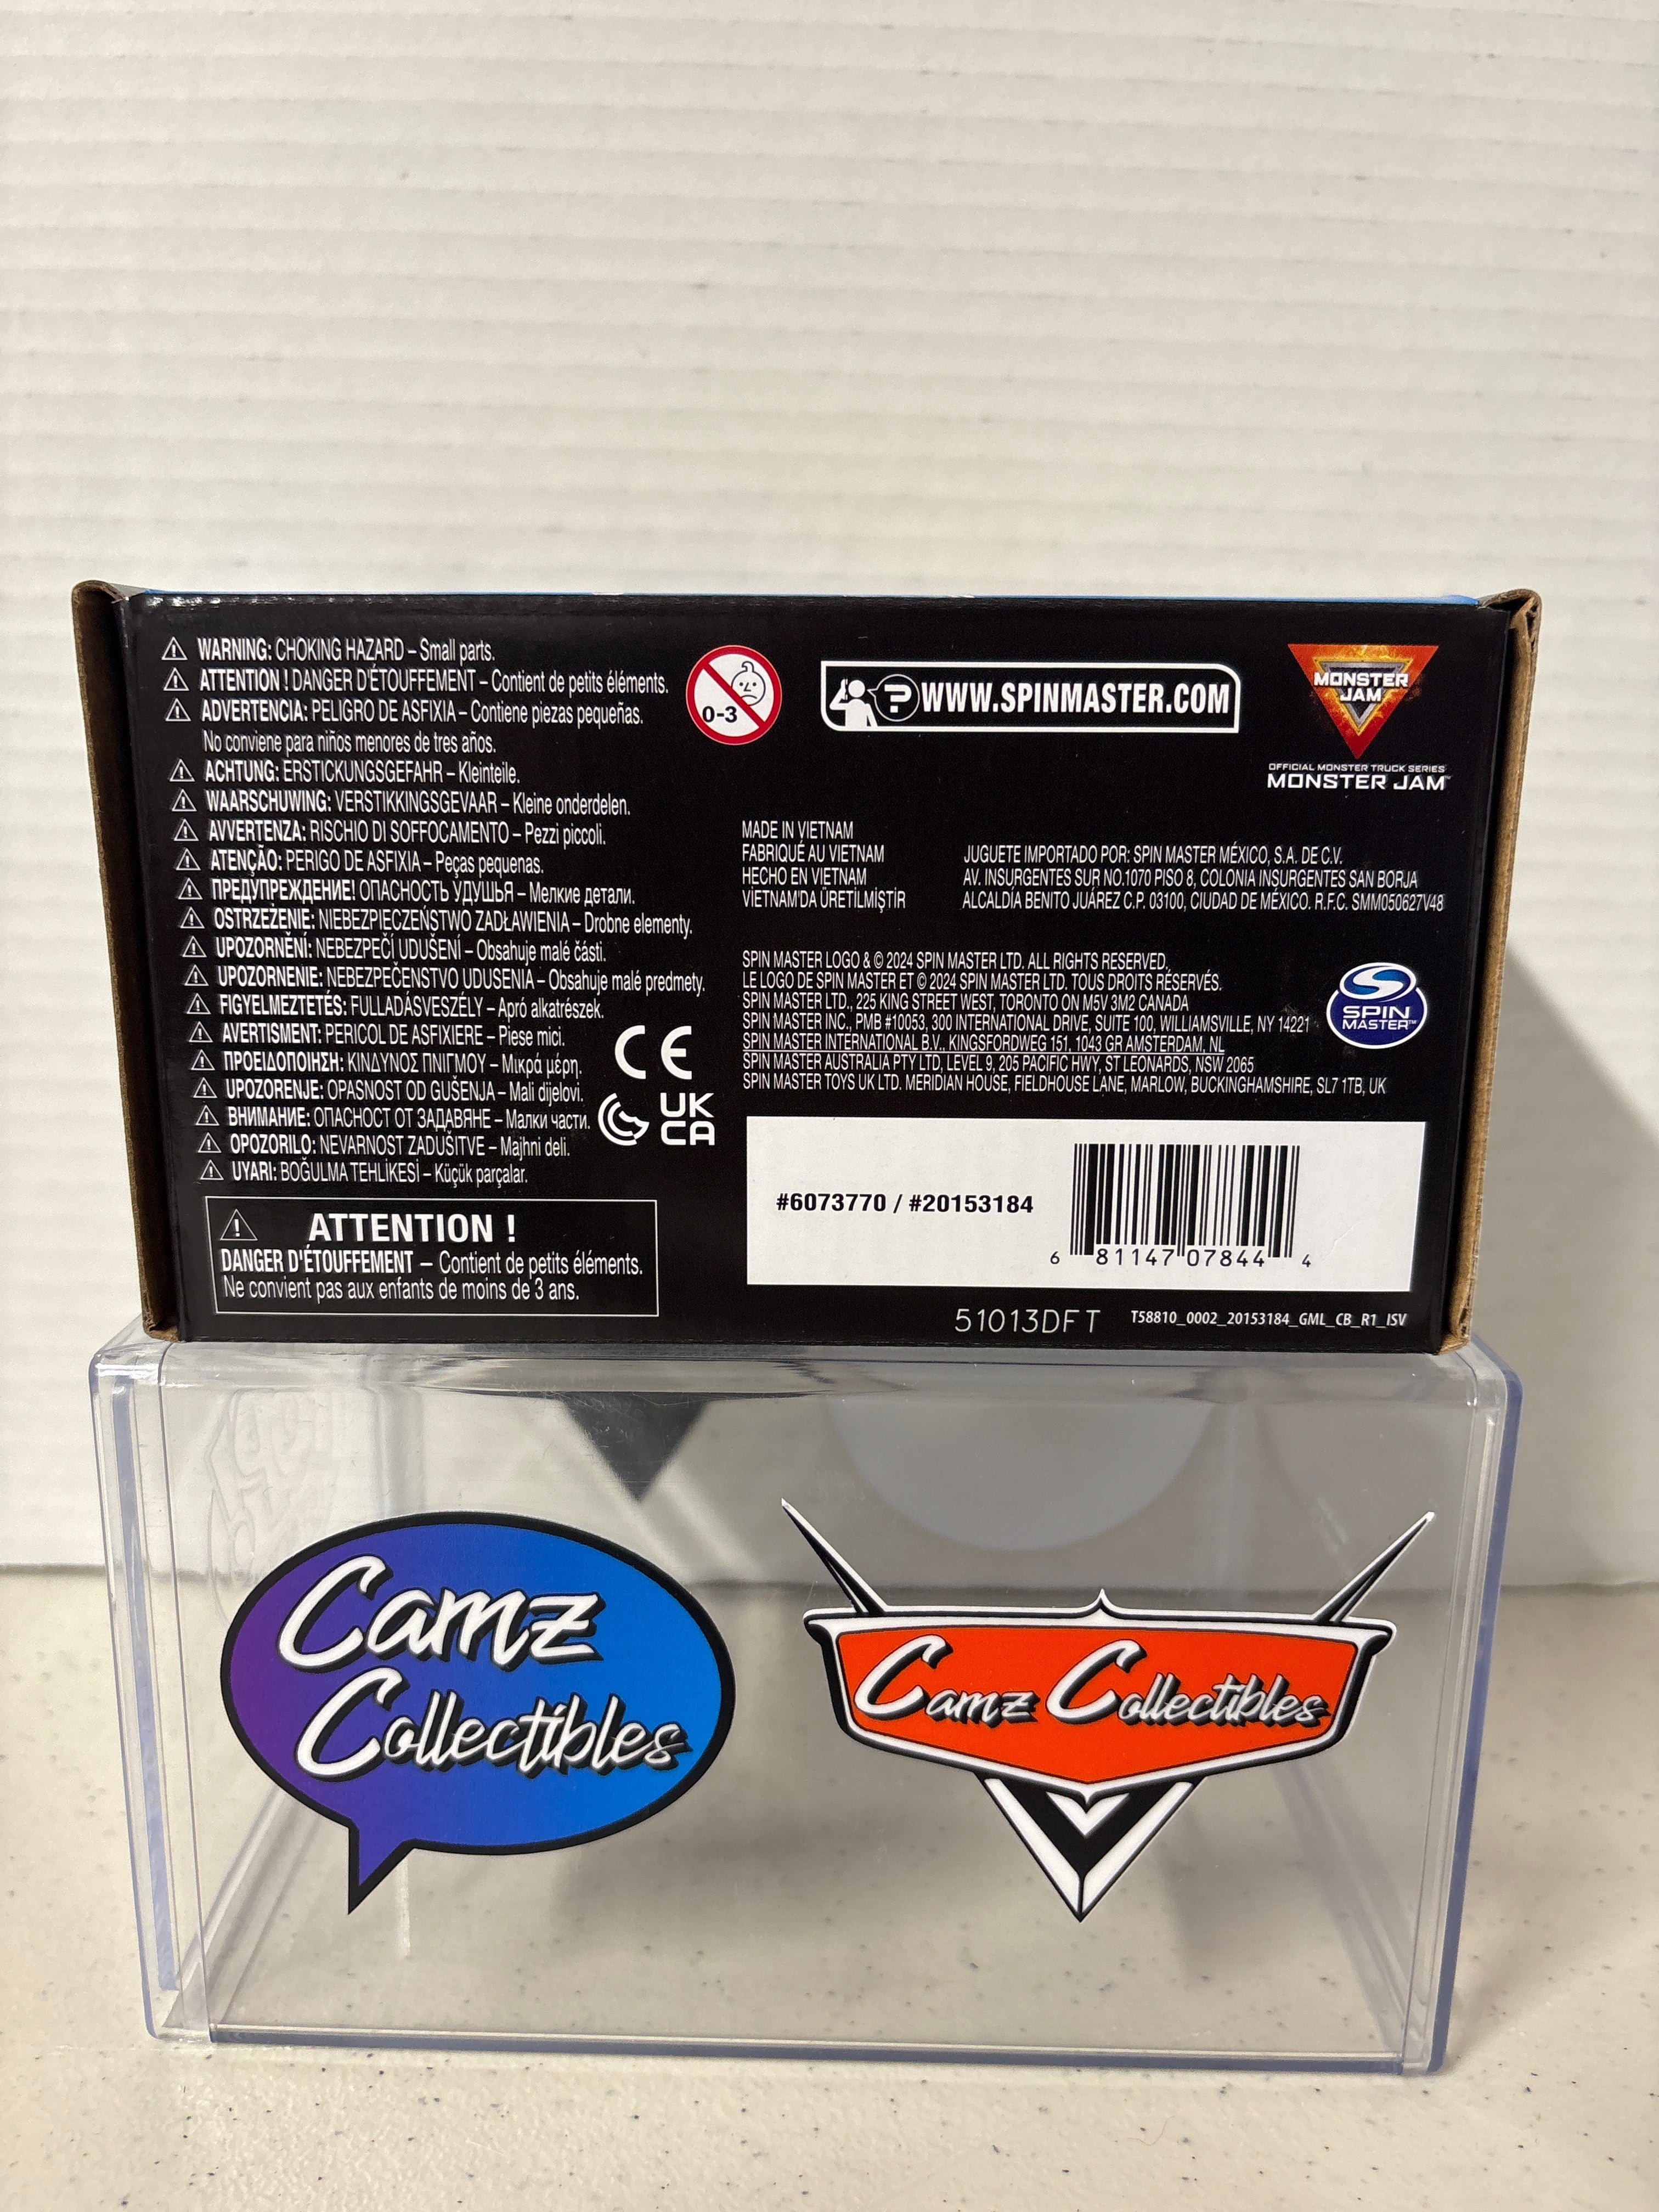 ⚠ WARNING: CHOKING HAZARD – Small parts.
⚠ ATTENTION ! DANGER D'ÉTOUFFEMENT – Contient de petits éléments.
⚠ ADVERTENCIA: PELIGRO DE ASFIXIA – Contiene piezas pequeñas.
No conviene para niños menores de tres años.
⚠ ACHTUNG: ERSTICKUNGSGEFAHR – Kleinteile.
⚠ WAARSCHUWING: VERSTIKKINGSGEVAAR – Kleine onderdelen.
⚠ AVVERTENZA: RISCHIO DI SOFFOCAMENTO – Pezzi piccoli.
⚠ ATENÇÃO: PERIGO DE ASFIXIA – Peças pequenas.
⚠ ПРЕДУПРЕЖДЕНИЕ! ОПАСНОСТЬ УДУШЬЯ – Мелкие детали.
⚠ OSTRZEŻENIE: NIEBEZPIECZEŃSTWO ZADŁAWIENIA – Drobne elementy.
⚠ UPOZORNĚNÍ: NEBEZPEČÍ UDUŠENÍ – Obsahuje malé části.
⚠ UPOZORNENIE: NEBEZPEČENSTVO UDUSENIA – Obsahuje malé predmety.
⚠ FIGYELMEZTETÉS: FULLADÁSVESZÉLY – Apró alkatrészek.
⚠ AVERTISMENT: PERICOL DE ASFIXIERE – Piese mici.
⚠ ΠΡΟΕΙΔΟΠΟΙΗΣΗ: ΚΙΝΔΥΝΟΣ ΠΝΙΓΜΟΥ – Μικρά μέρη.
⚠ UPOZORENJE: OPASNOST OD GUŠENJA – Mali dijelovi.
⚠ ВНИМАНИЕ: ОПАСНОСТ ОТ ЗАДАВЯНЕ – Малки части.
⚠ OPOZORILO: NEVARNOST ZADUŠITVE – Majhni deli.
⚠ UYARI: BOĞULMA TEHLİKESİ – Küçük parçalar.
⚠ ATTENTION !
DANGER D'ÉTOUFFEMENT – Contient de petits éléments.
Ne convient pas aux enfants de moins de 3 ans.
0-3
CE
UK
CA
? WWW.SPINMASTER.COM
MONSTER
JAM
OFFICIAL MONSTER TRUCK SERIES
MONSTER JAM™
MADE IN VIETNAM
FABRIQUÉ AU VIETNAM
HECHO EN VIETNAM
VİETNAM'DA ÜRETİLMİŞTİR
JUGUETE IMPORTADO POR: SPIN MASTER MÉXICO, S.A. DE C.V.
AV. INSURGENTES SUR NO.1070 PISO 8, COLONIA INSURGENTES SAN BORJA
ALCALDÍA BENITO JUÁREZ C.P. 03100, CIUDAD DE MÉXICO. R.F.C. SMM050627V48
SPIN MASTER LOGO & © 2024 SPIN MASTER LTD. ALL RIGHTS RESERVED.
LE LOGO DE SPIN MASTER ET © 2024 SPIN MASTER LTD. TOUS DROITS RÉSERVÉS.
SPIN MASTER LTD., 225 KING STREET WEST, TORONTO ON M5V 3M2 CANADA
SPIN MASTER INC., PMB #10053, 300 INTERNATIONAL DRIVE, SUITE 100, WILLIAMSVILLE, NY 14221
SPIN MASTER INTERNATIONAL B.V., KINGSFORDWEG 151, 1043 GR AMSTERDAM, NL
SPIN MASTER AUSTRALIA PTY LTD, LEVEL 9, 205 PACIFIC HWY, ST LEONARDS, NSW 2065
SPIN MASTER TOYS UK LTD. MERIDIAN HOUSE, FIELDHOUSE LANE, MARLOW, BUCKINGHAMSHIRE, SL7 1TB, UK
SPIN
MASTER™
#6073770 / #20153184
6 81147 07844 4
51013DFT
T58810_0002_20153184_GML_CB_R1_ISV
Camz
Collectibles
Camz Collectibles